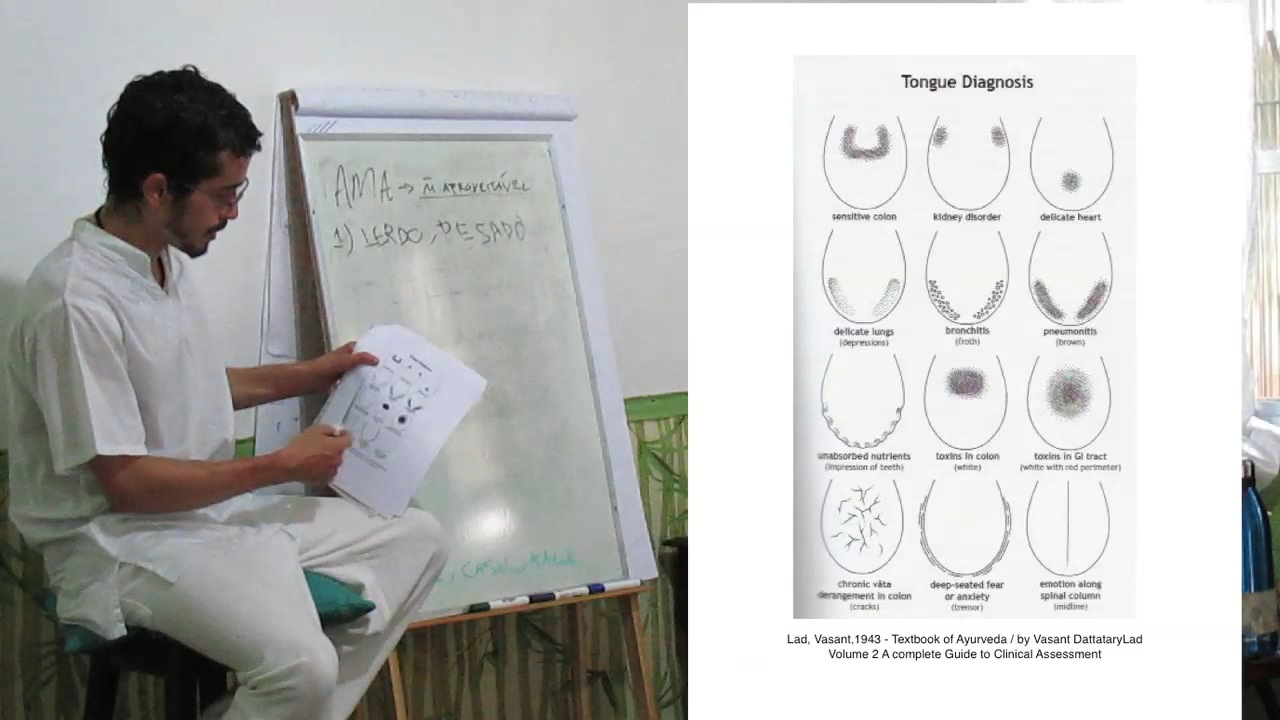 AMA → Ñ APROVEITÁVEL
1) LERDO, PESADO
Tongue Diagnosis
sensitive colon
kidney disorder
delicate heart
delicate lungs
(depressions)
bronchitis
(froth)
pneumonitis
(brown)
unabsorbed nutrients
(impression of teeth)
toxins in colon
(white)
toxins in GI tract
(white with red perimeter)
chronic vāta
derangement in colon
(cracks)
deep-seated fear
or anxiety
(tremor)
emotion along
spinal column
(midline)
Lad, Vasant,1943 - Textbook of Ayurveda / by Vasant DattataryLad
Volume 2 A complete Guide to Clinical Assessment